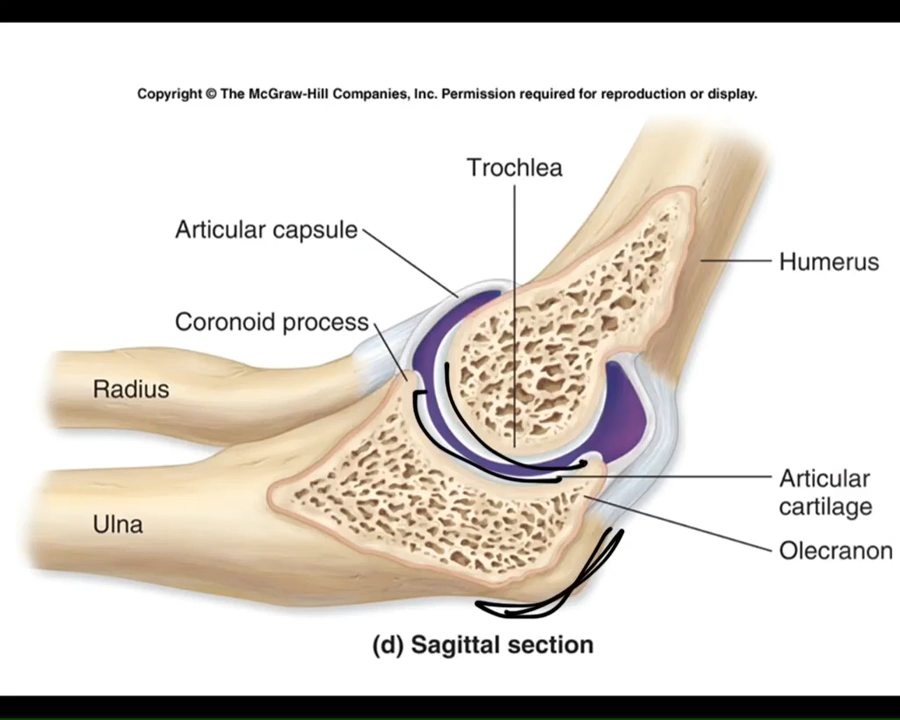 Copyright © The McGraw-Hill Companies, Inc. Permission required for reproduction or display.
Trochlea
Articular capsule
Humerus
Coronoid process
Radius
Articular
cartilage
Ulna
Olecranon
(d) Sagittal section